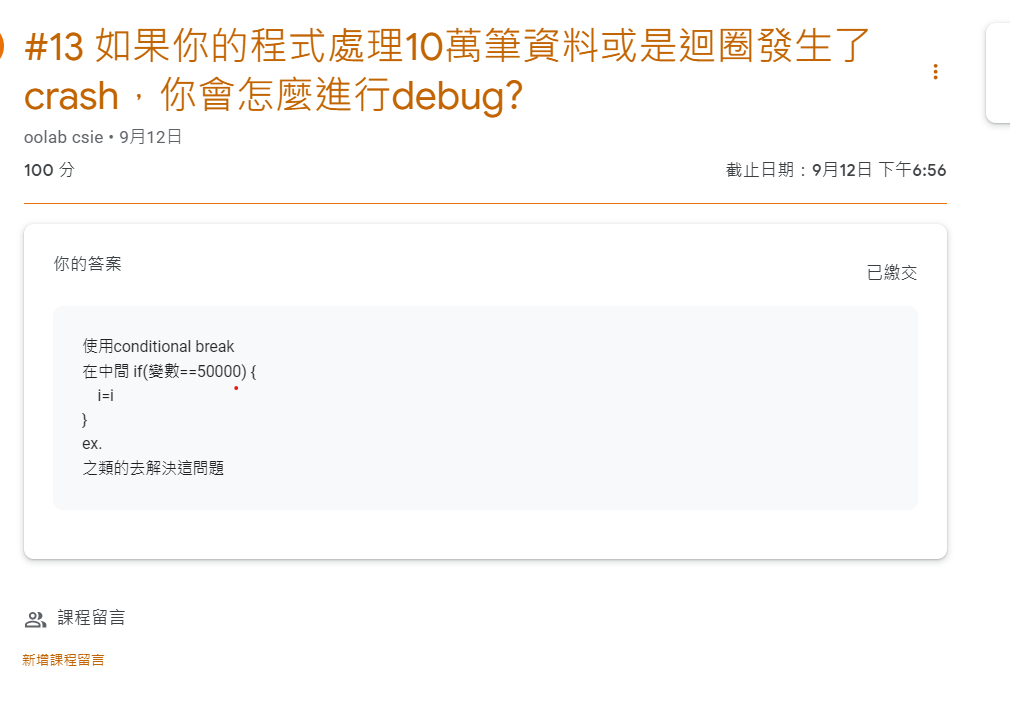 #13 如果你的程式處理10萬筆資料或是迴圈發生了
crash，你會怎麼進行debug?
oolab csie • 9月12日
100 分
截止日期：9月12日 下午6:56
你的答案
已繳交
使用conditional break
在中間 if(變數==50000) {
i=i
}
ex.
之類的去解決這問題
課程留言
新增課程留言